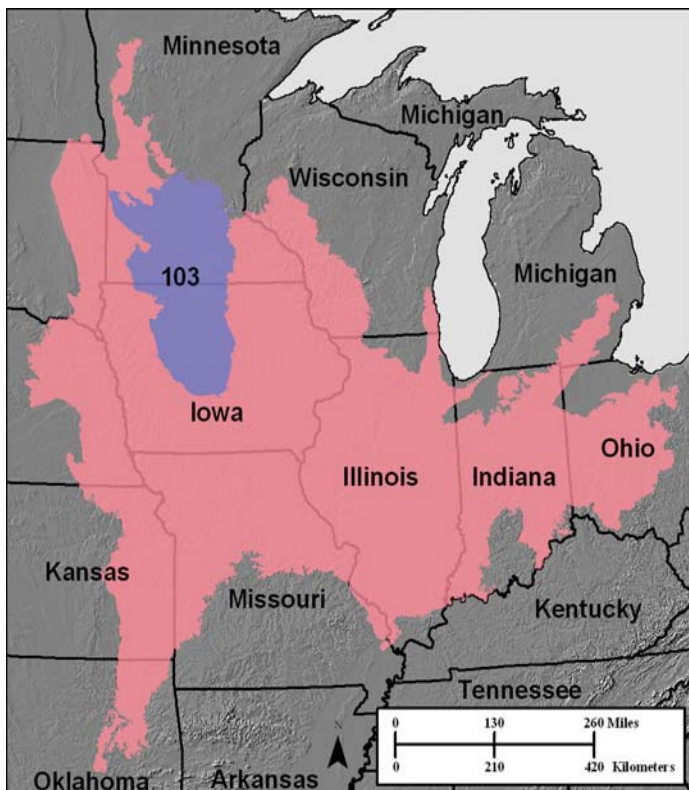 Minnesota
Michigan
Wisconsin
103
Michigan
Iowa
Illinois
Indiana
Ohio
Kansas
Missouri
Kentucky
Tennessee
N
0 130 260 Miles
0 210 420 Kilometers
Oklahoma
Arkansas